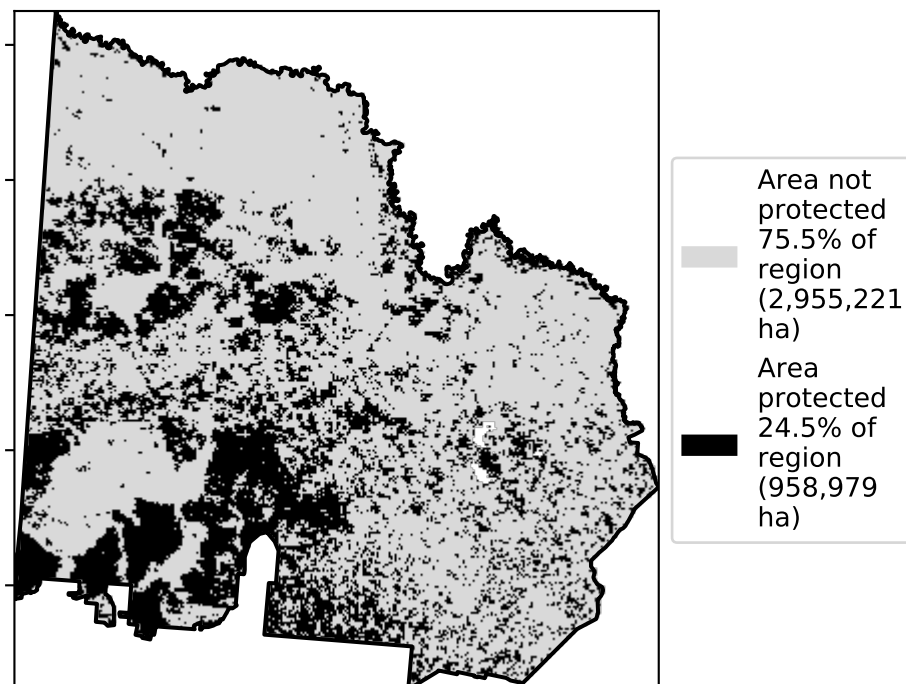 Area not
protected
75.5% of
region
(2,955,221
ha)
Area
protected
24.5% of
region
(958,979
ha)